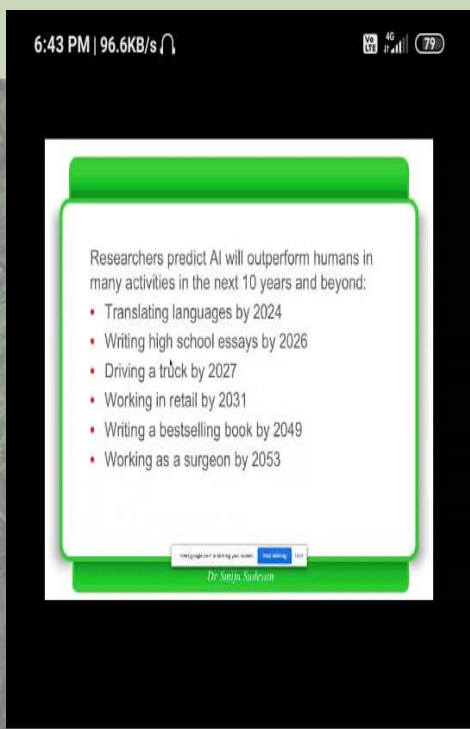 6:43 PM | 96.6KB/s
Vo LTE 4G 79
Researchers predict AI will outperform humans in
many activities in the next 10 years and beyond:
• Translating languages by 2024
• Writing high school essays by 2026
• Driving a truck by 2027
• Working in retail by 2031
• Writing a bestselling book by 2049
• Working as a surgeon by 2053
Stop sharing
Dr Smiju Sudevan